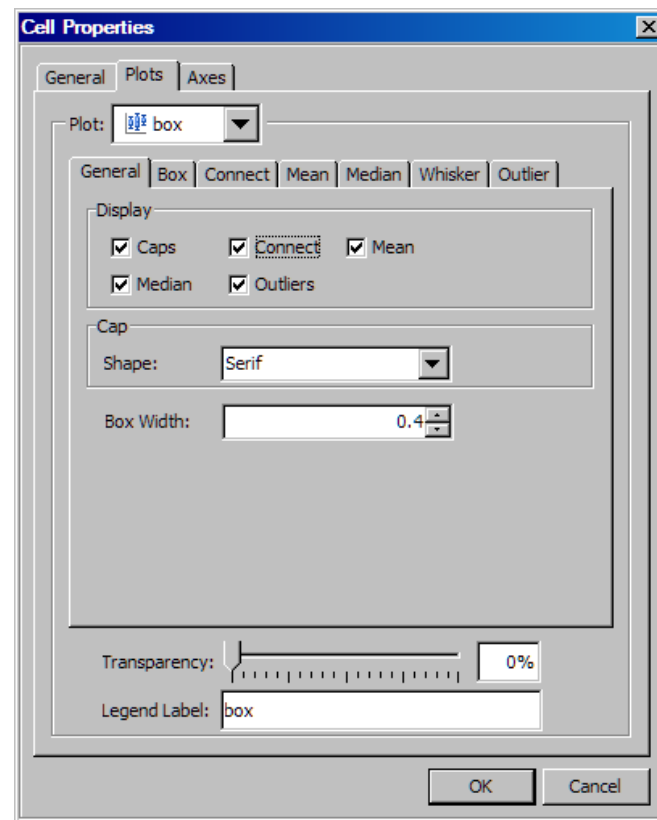 Cell Properties
General Plots Axes
Plot: box
General Box Connect Mean Median Whisker Outlier
Display
Caps Connect Mean
Median Outliers
Cap
Shape: Serif
Box Width: 0.4
Transparency: 0%
Legend Label: box
OK Cancel